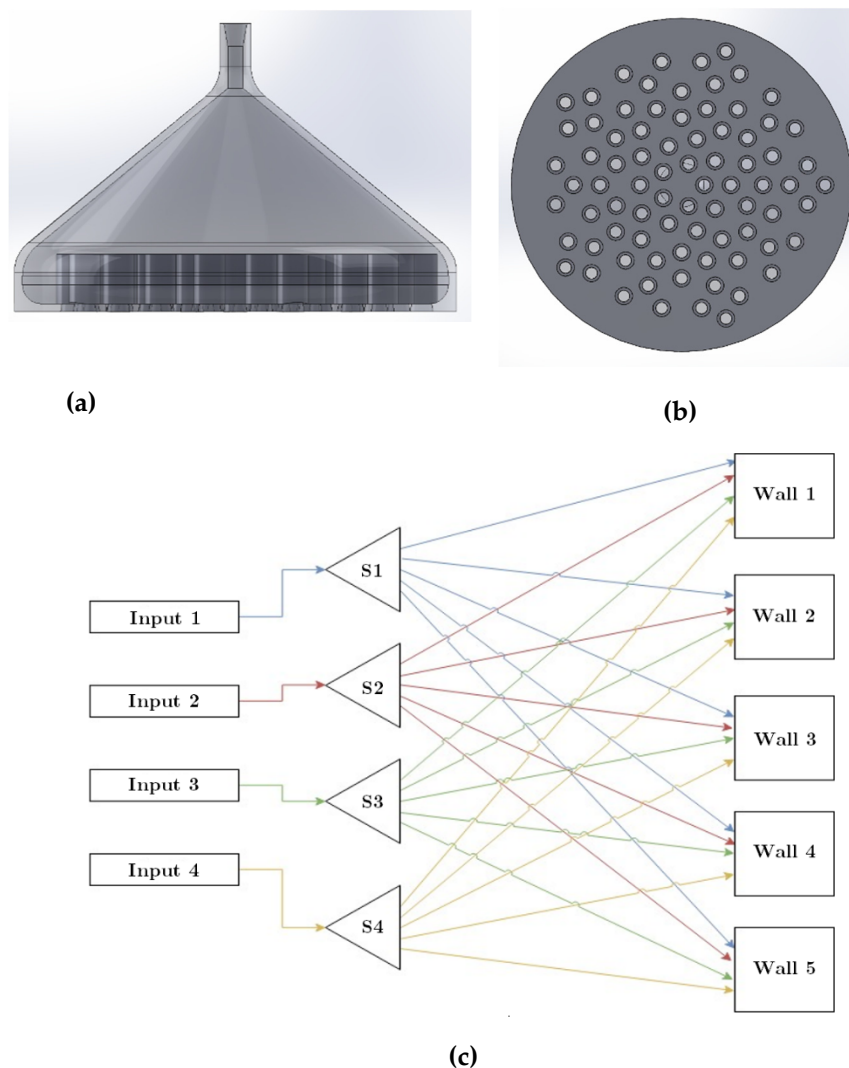 (a)
(b)
Input 1
Input 2
Input 3
Input 4
S1
S2
S3
S4
Wall 1
Wall 2
Wall 3
Wall 4
Wall 5
(c)